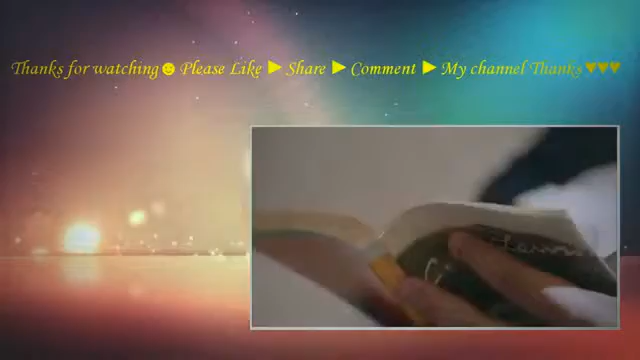 Thanks for watching☻Please Like ►Share ►Comment ►My channel Thanks ♥♥♥